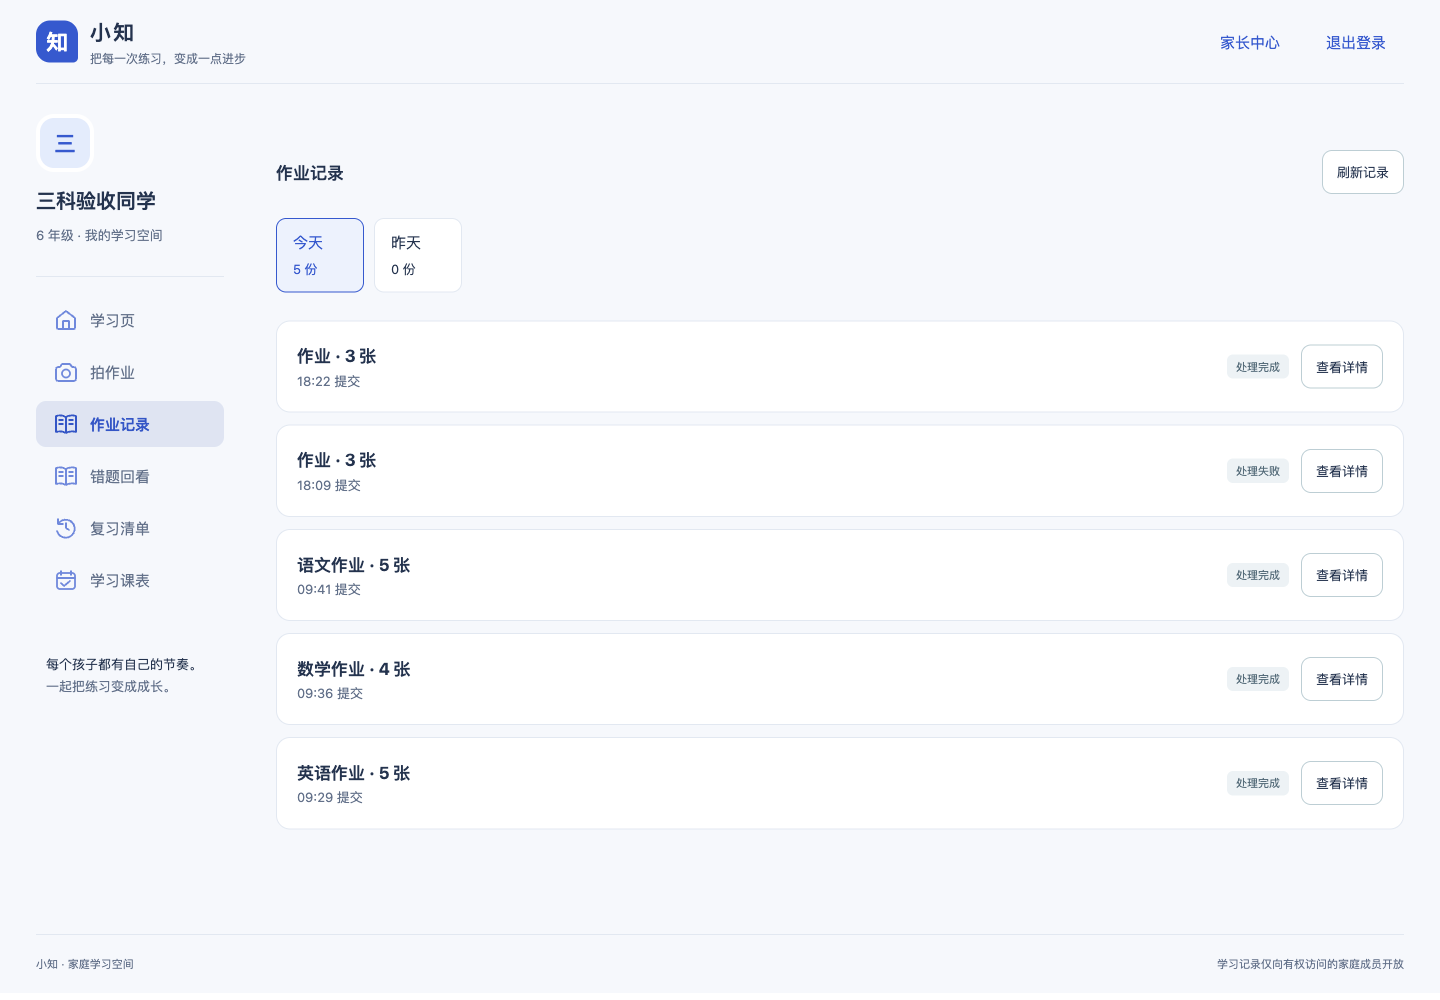 知
小知
把每一次练习，变成一点进步
家长中心
退出登录
三
三科验收同学
6 年级 · 我的学习空间
学习页
拍作业
作业记录
错题回看
复习清单
学习课表
每个孩子都有自己的节奏。
一起把练习变成成长。
作业记录
刷新记录
今天
5 份
昨天
0 份
作业 · 3 张
18:22 提交
处理完成
查看详情
作业 · 3 张
18:09 提交
处理失败
查看详情
语文作业 · 5 张
09:41 提交
处理完成
查看详情
数学作业 · 4 张
09:36 提交
处理完成
查看详情
英语作业 · 5 张
09:29 提交
处理完成
查看详情
小知 · 家庭学习空间
学习记录仅向有权访问的家庭成员开放